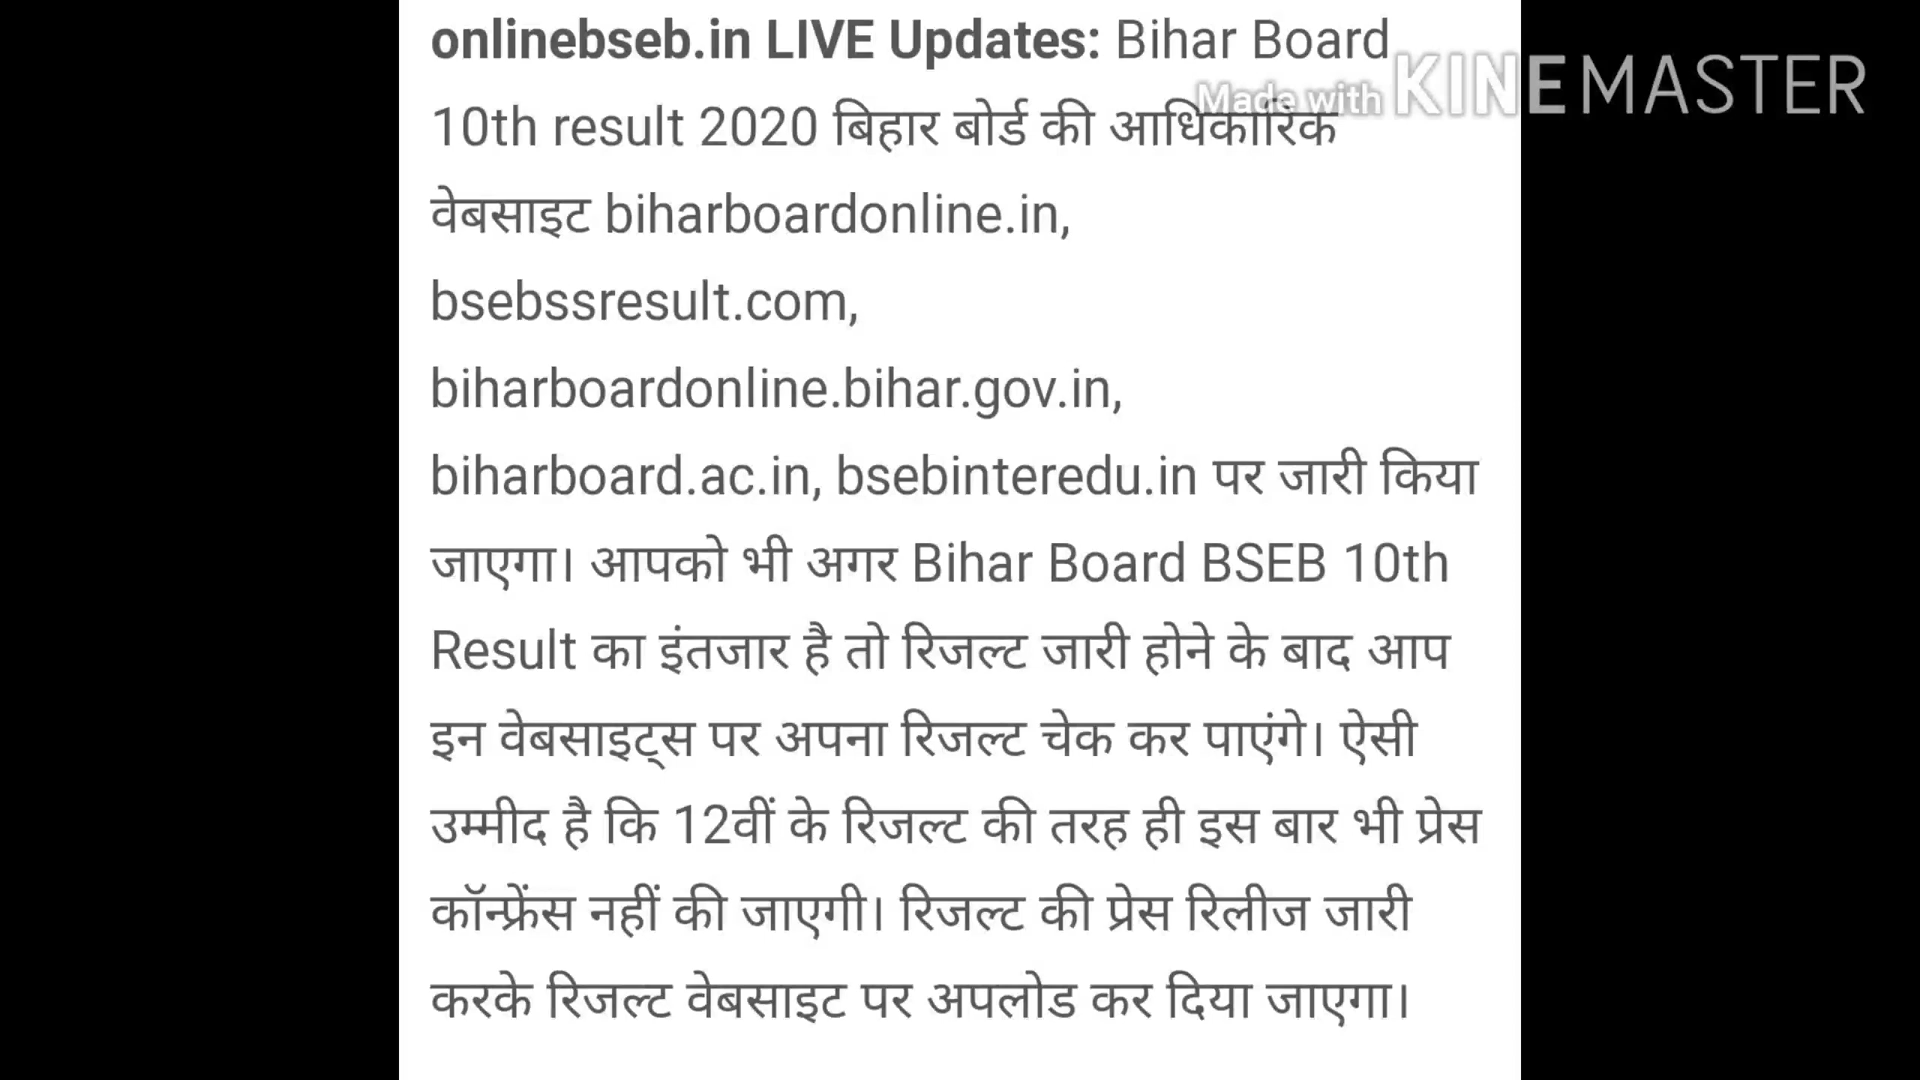 onlinebseb.in LIVE Updates: Bihar Board
Made with KINEMASTER
10th result 2020 बिहार बोर्ड की आधिकारिक
वेबसाइट biharboardonline.in,
bsebssresult.com,
biharboardonline.bihar.gov.in,
biharboard.ac.in, bsebinteredu.in पर जारी किया
जाएगा। आपको भी अगर Bihar Board BSEB 10th
Result का इंतजार है तो रिजल्ट जारी होने के बाद आप
इन वेबसाइट्स पर अपना रिजल्ट चेक कर पाएंगे। ऐसी
उम्मीद है कि 12वीं के रिजल्ट की तरह ही इस बार भी प्रेस
कॉन्फ्रेंस नहीं की जाएगी। रिजल्ट की प्रेस रिलीज जारी
करके रिजल्ट वेबसाइट पर अपलोड कर दिया जाएगा।